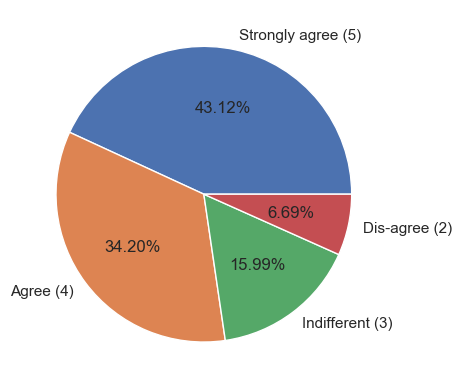 Strongly agree (5)
43.12%
6.69%
Dis-agree (2)
34.20%
15.99%
Agree (4)
Indifferent (3)